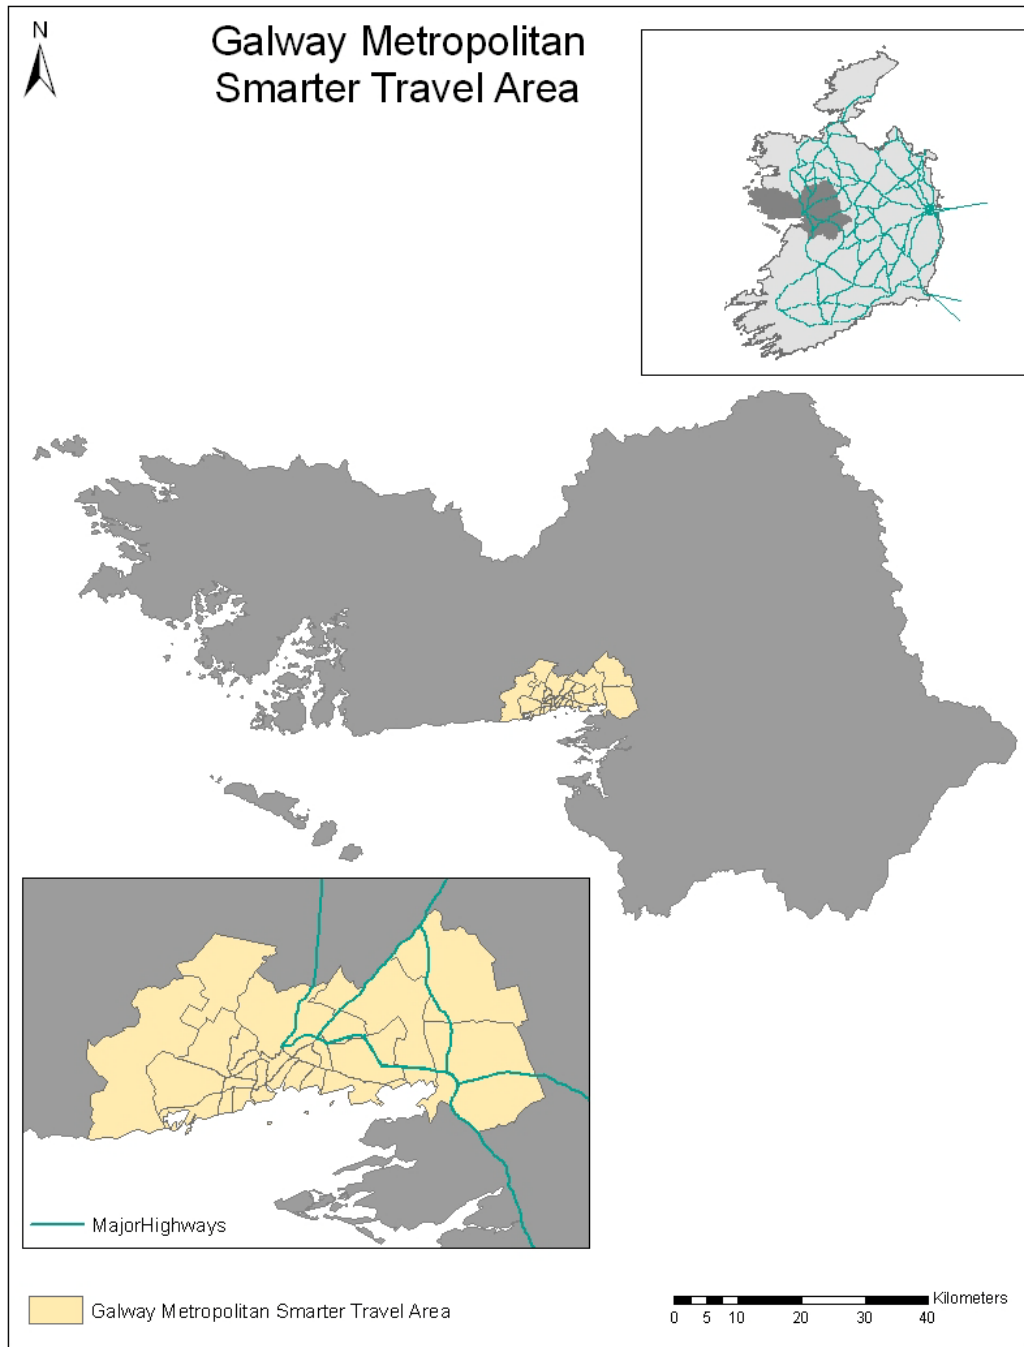 N
Galway Metropolitan
Smarter Travel Area
MajorHighways
Galway Metropolitan Smarter Travel Area
Kilometers
0 5 10 20 30 40